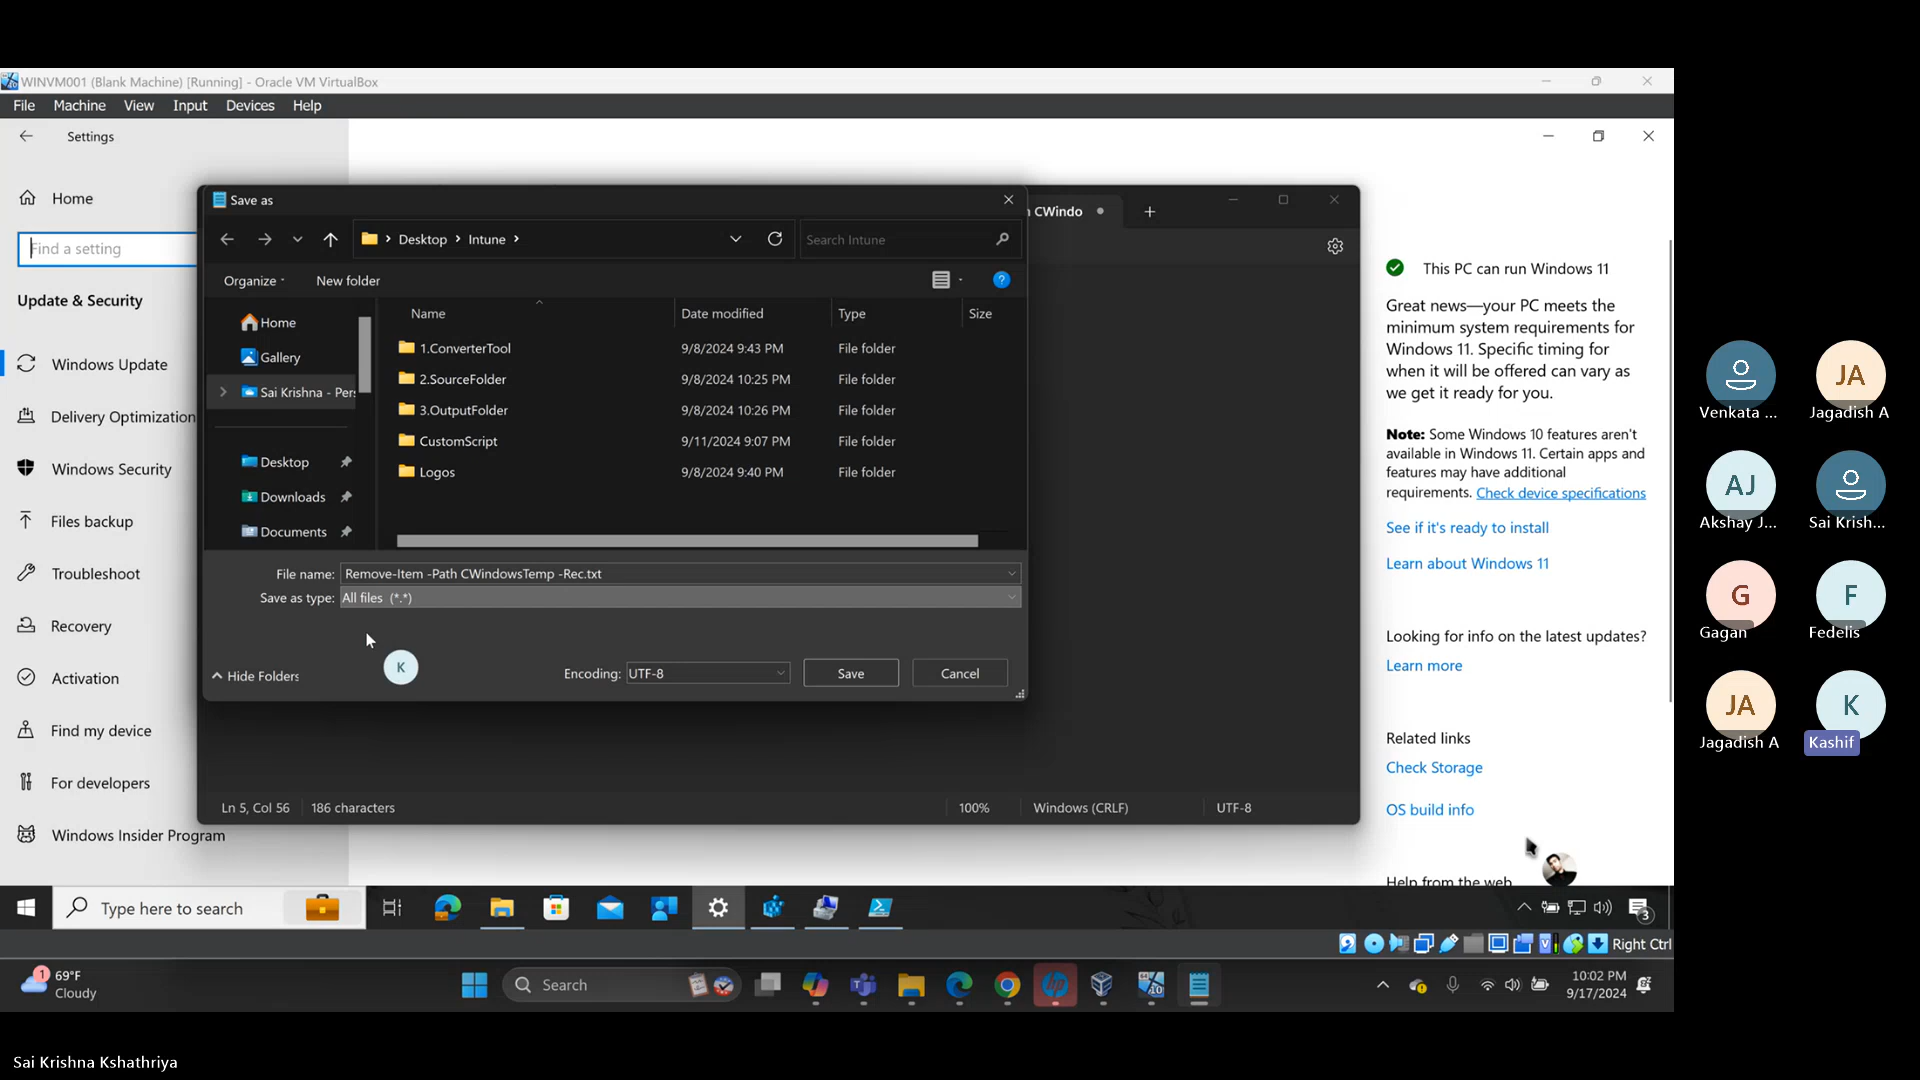 WINVM001 (Blank Machine) [Running] - Oracle VM VirtualBox
File Machine View Input Devices Help
Settings
Home
Find a setting
Update & Security
Windows Update
Delivery Optimization
Windows Security
Files backup
Troubleshoot
Recovery
Activation
Find my device
For developers
Windows Insider Program
Save as
Desktop Intune
Search Intune
Organize New folder
Home
Gallery
Sai Krishna - Pers
Desktop
Downloads
Documents
Name Date modified Type Size
1.ConverterTool 9/8/2024 9:43 PM File folder
2.SourceFolder 9/8/2024 10:25 PM File folder
3.OutputFolder 9/8/2024 10:26 PM File folder
CustomScript 9/11/2024 9:07 PM File folder
Logos 9/8/2024 9:40 PM File folder
File name: Remove-Item -Path CWindowsTemp -Rec.txt
Save as type: All files (*.*)
K
Hide Folders
Encoding: UTF-8 Save Cancel
CWindo
Ln 5, Col 56 186 characters 100% Windows (CRLF) UTF-8
This PC can run Windows 11
Great news—your PC meets the
minimum system requirements for
Windows 11. Specific timing for
when it will be offered can vary as
we get it ready for you.
Note: Some Windows 10 features aren't
available in Windows 11. Certain apps and
features may have additional
requirements. Check device specifications
See if it's ready to install
Learn about Windows 11
Looking for info on the latest updates?
Learn more
Related links
Check Storage
OS build info
Help from the web
Type here to search
3
Right Ctrl
1
69°F
Cloudy
Search
10
10:02 PM
9/17/2024
Venkata ...
JA
Jagadish A
AJ
Akshay J...
Sai Krish...
G
Gagan
F
Fedelis
JA
Jagadish A
K
Kashif
Sai Krishna Kshathriya